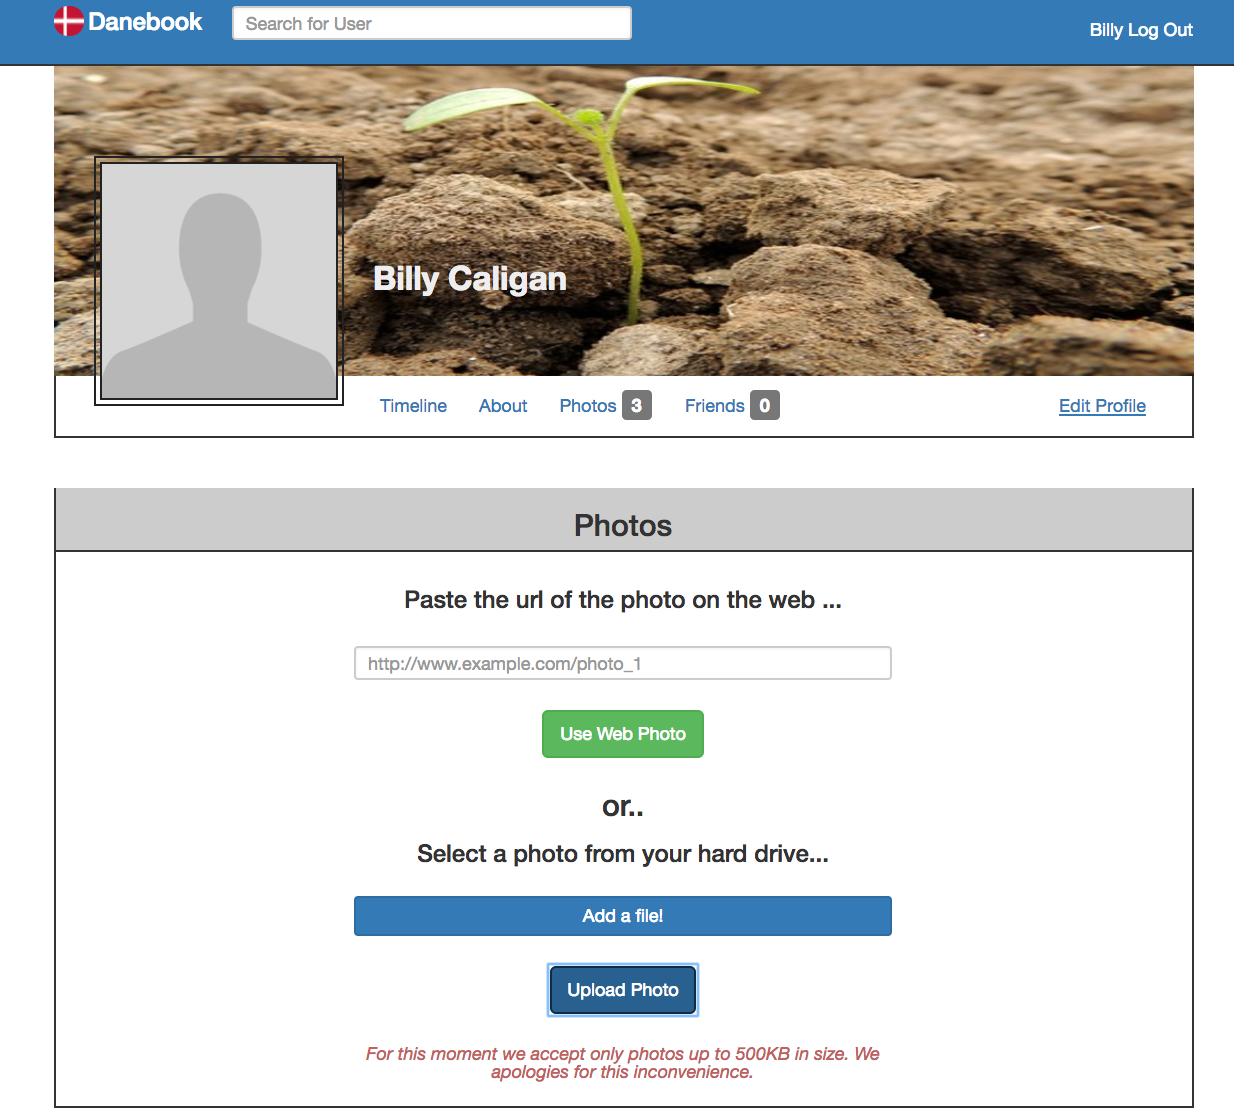 Danebook
Search for User
Billy Log Out
Billy Caligan
Timeline About Photos 3 Friends 0 Edit Profile
Photos
Paste the url of the photo on the web ...
http://www.example.com/photo_1
Use Web Photo
or..
Select a photo from your hard drive...
Add a file!
Upload Photo
For this moment we accept only photos up to 500KB in size. We
apologies for this inconvenience.